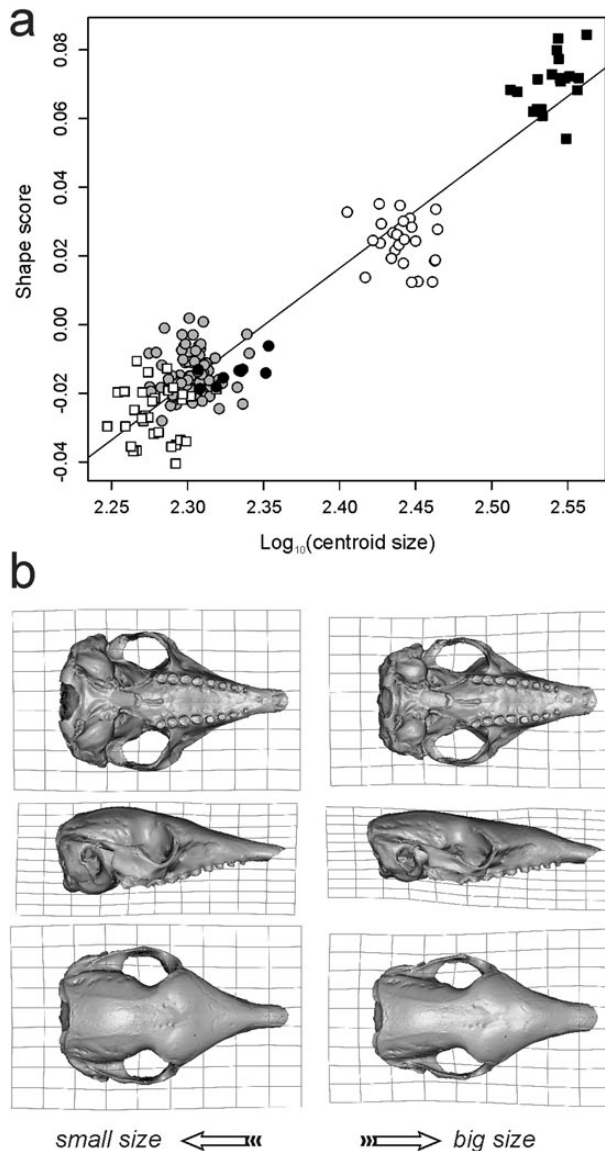 a
Shape score
0.08
0.06
0.04
0.02
0.00
-0.02
-0.04
2.25 2.30 2.35 2.40 2.45 2.50 2.55
Log₁₀(centroid size)
b
small size
big size